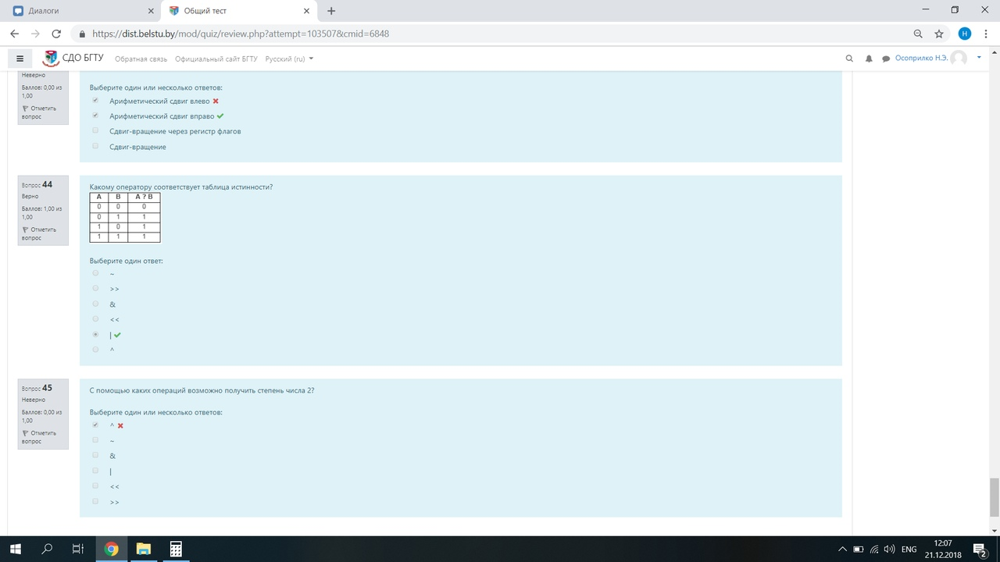 Диалоги
Общий тест
https://dist.belstu.by/mod/quiz/review.php?attempt=103507&cmid=6848
Н
СДО БГТУ
Обратная связь
Официальный сайт БГТУ
Русский (ru)
Осоприлко Н.Э.
Неверно
Баллов: 0,00 из
1,00
Отметить
вопрос
Выберите один или несколько ответов:
Арифметический сдвиг влево
Арифметический сдвиг вправо
Сдвиг-вращение через регистр флагов
Сдвиг-вращение
Вопрос 44
Верно
Баллов: 1,00 из
1,00
Отметить
вопрос
Какому оператору соответствует таблица истинности?
A B A ? B
0 0 0
0 1 1
1 0 1
1 1 1
Выберите один ответ:
~
>>
&
<<
|
^
Вопрос 45
Неверно
Баллов: 0,00 из
1,00
Отметить
вопрос
С помощью каких операций возможно получить степень числа 2?
Выберите один или несколько ответов:
^
~
&
|
<<
>>
ENG
12:07
21.12.2018
2